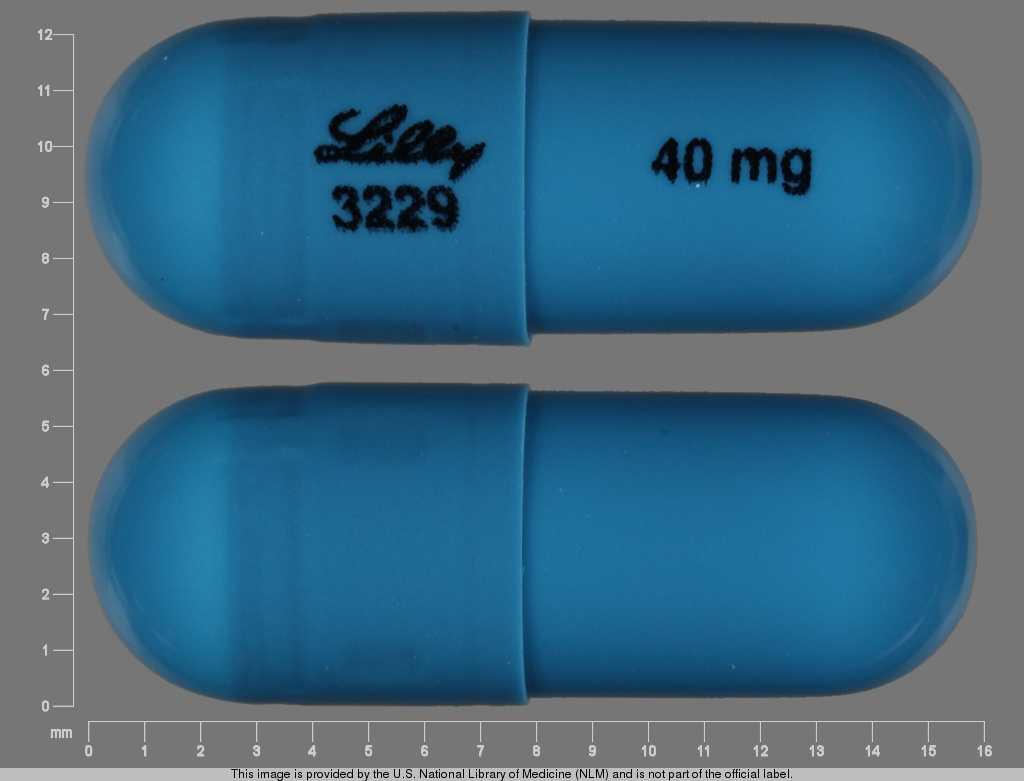 Lilly
3229
40 mg
12
11
10
9
8
7
6
5
4
3
2
1
0
mm
0 1 2 3 4 5 6 7 8 9 10 11 12 13 14 15 16
This image is provided by the U.S. National Library of Medicine (NLM) and is not part of the official label.